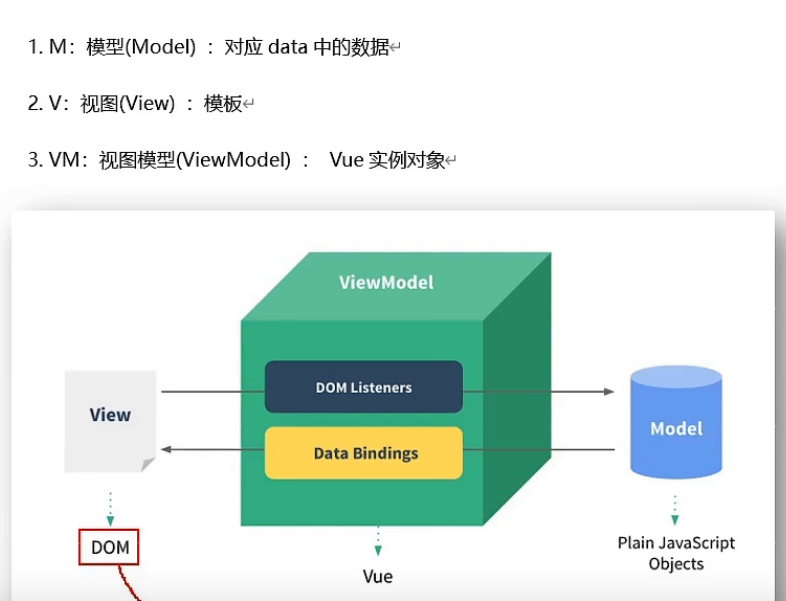 1. M：模型(Model) ：对应 data 中的数据↵
2. V：视图(View) ：模板↵
3. VM：视图模型(ViewModel) ： Vue 实例对象↵
ViewModel
DOM Listeners
View
Model
Data Bindings
DOM
Vue
Plain JavaScript
Objects